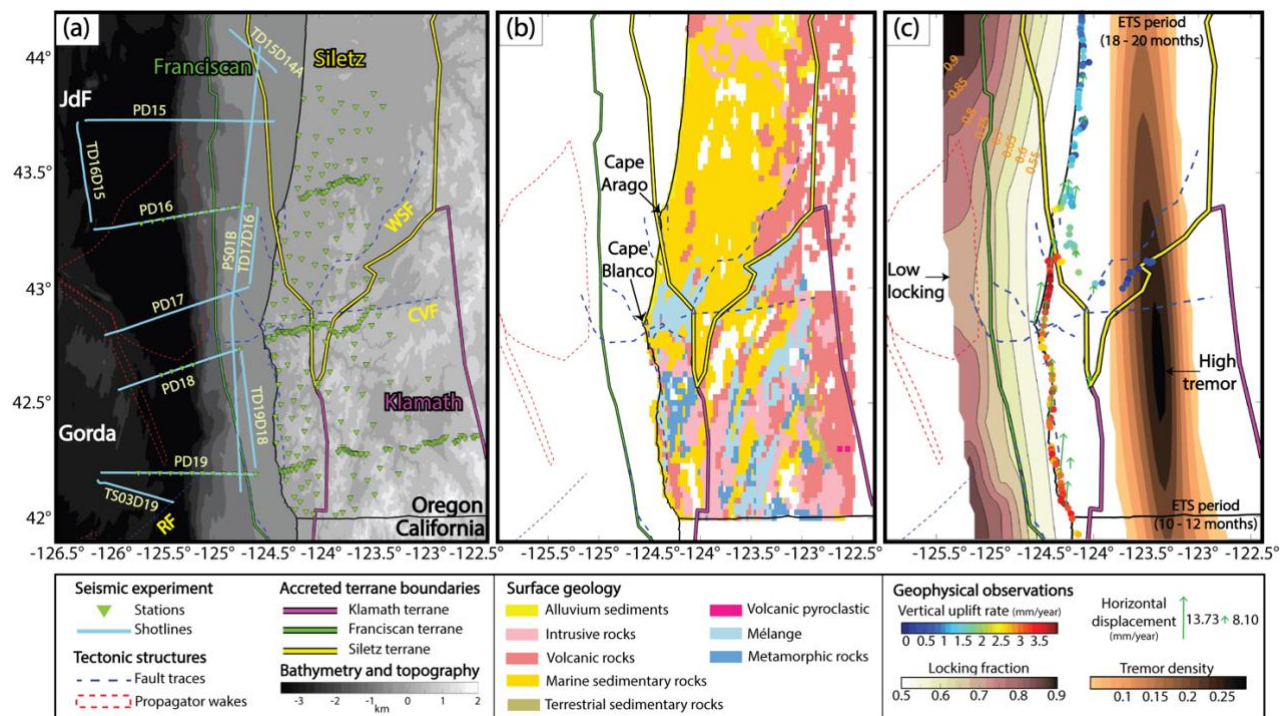 (a)
TD15D14A
Franciscan
Siletz
JdF
PD15
TD16D15
PD16
PS01B
TD17D16
WSF
PD17
CVF
PD18
TD19D18
Klamath
Gorda
PD19
TS03D19
RF
Oregon
California
44°
43.5°
43°
42.5°
42°
-126.5°
-126°
-125.5°
-125°
-124.5°
-124°
-123.5°
-123°
-122.5°
(b)
Cape
Arago
Cape
Blanco
-125.5°
-125°
-124.5°
-124°
-123.5°
-123°
-122.5°
(c)
ETS period
(18 - 20 months)
0.9
0.85
0.8
0.65
0.6
0.55
Low
locking
High
tremor
ETS period
(10 - 12 months)
-125.5°
-125°
-124.5°
-124°
-123.5°
-123°
-122.5°
Seismic experiment
Stations
Shotlines
Tectonic structures
Fault traces
Propagator wakes
Accreted terrane boundaries
Klamath terrane
Franciscan terrane
Siletz terrane
Bathymetry and topography
-3 -2 -1 0 1 2
km
Surface geology
Alluvium sediments
Intrusive rocks
Volcanic rocks
Marine sedimentary rocks
Terrestrial sedimentary rocks
Volcanic pyroclastic
Mélange
Metamorphic rocks
Geophysical observations
Vertical uplift rate (mm/year)
0 0.5 1 1.5 2 2.5 3 3.5
Horizontal
displacement
(mm/year)
13.73 8.10
Locking fraction
0.5 0.6 0.7 0.8 0.9
Tremor density
0.1 0.15 0.2 0.25